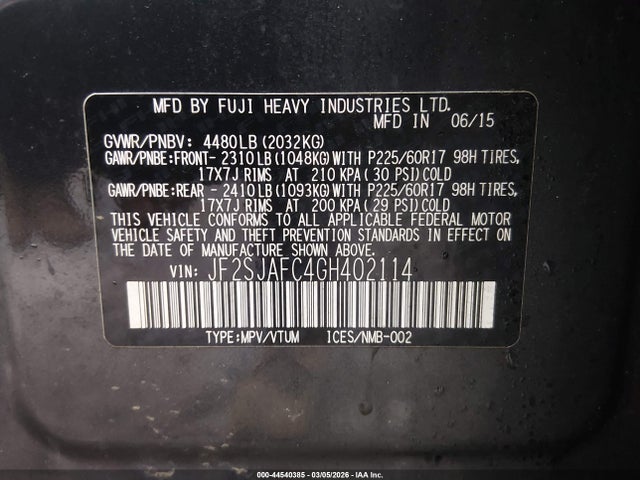 MFD BY FUJI HEAVY INDUSTRIES LTD.
MFD IN 06/15
GVWR/PNBV: 4480LB(2032KG)
GAWR/PNBE:FRONT- 2310LB(1048KG)WITH P225/60R17 98H TIRES,
17X7J RIMS AT 210 KPA(30 PSI)COLD
GAWR/PNBE:REAR - 2410LB(1093KG)WITH P225/60R17 98H TIRES,
17X7J RIMS AT 200 KPA(29 PSI)COLD
THIS VEHICLE CONFORMS TO ALL APPLICABLE FEDERAL MOTOR
VEHICLE SAFETY AND THEFT PREVENTION STANDARDS IN EFFECT ON
THE DATE OF MANUFACTURE SHOWN ABOVE.
VIN: JF2SJAFC4GH402114
TYPE:MPV/VTUM ICES/NMB-002
000-44540385 | 03/05/2026 | IAA Inc.